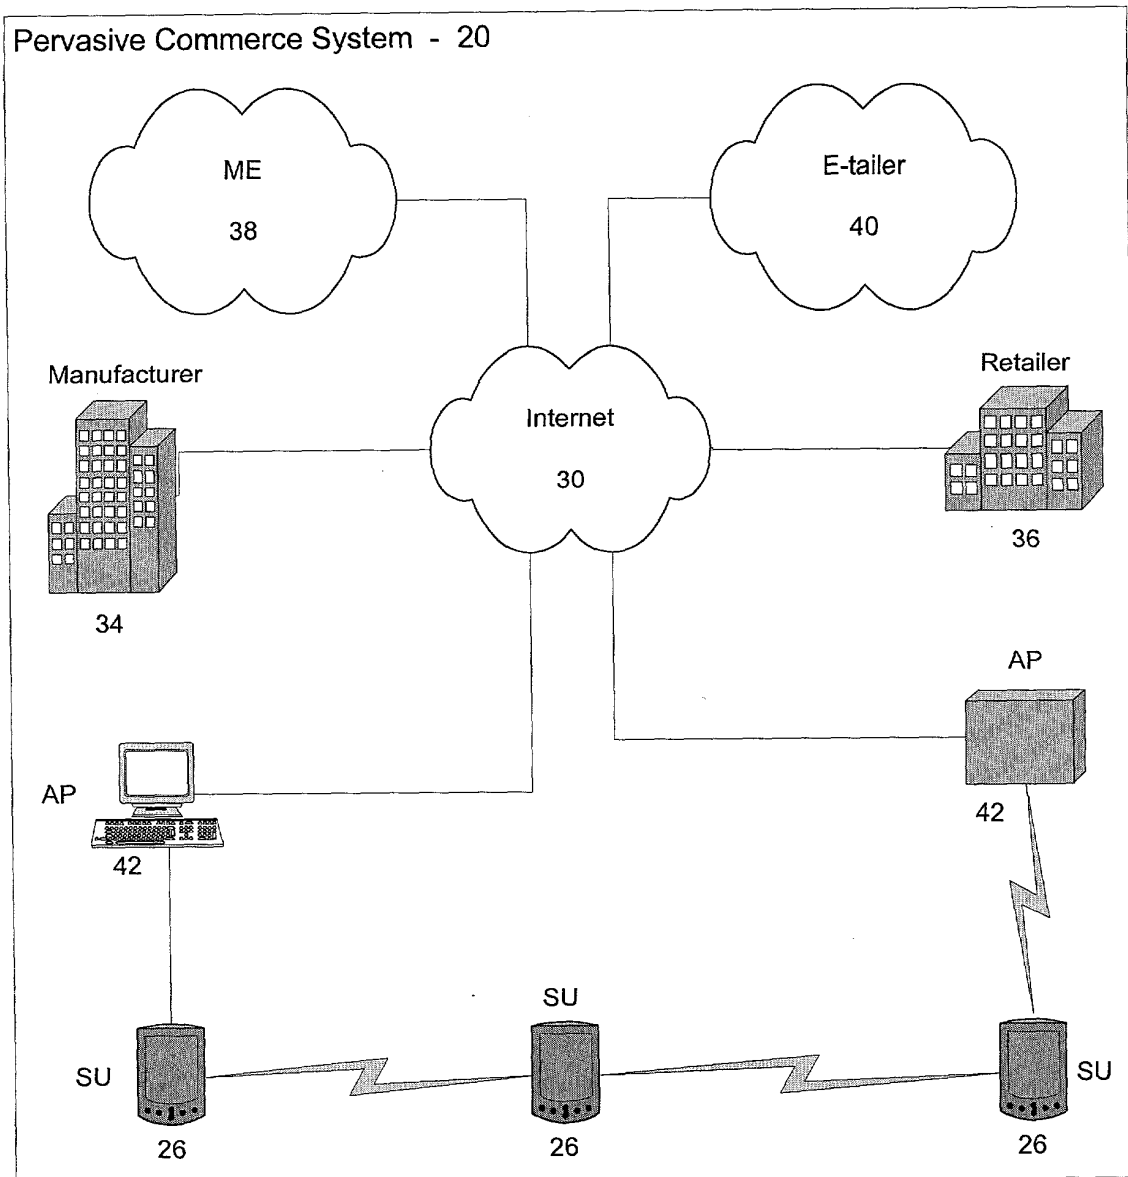 Pervasive Commerce System - 20
ME
38
E-tailer
40
Manufacturer
34
Internet
30
Retailer
36
AP
42
AP
42
SU
26
SU
26
SU
26